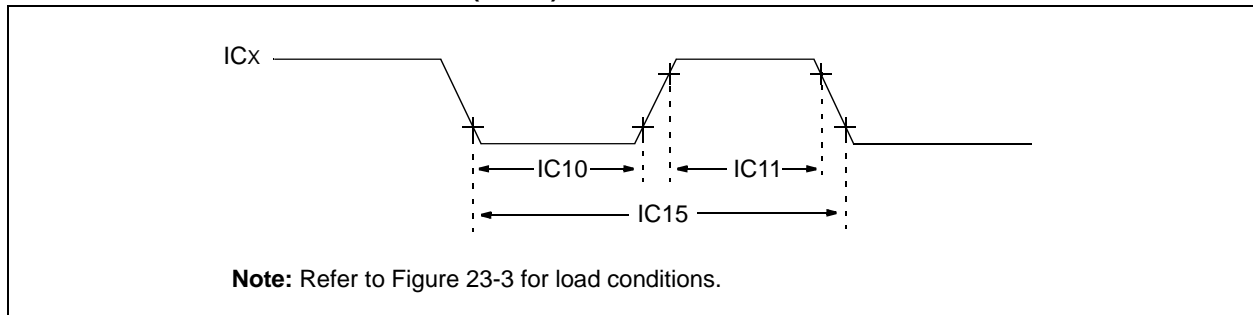 ICx
IC10
IC11
IC15
Note: Refer to Figure 23-3 for load conditions.